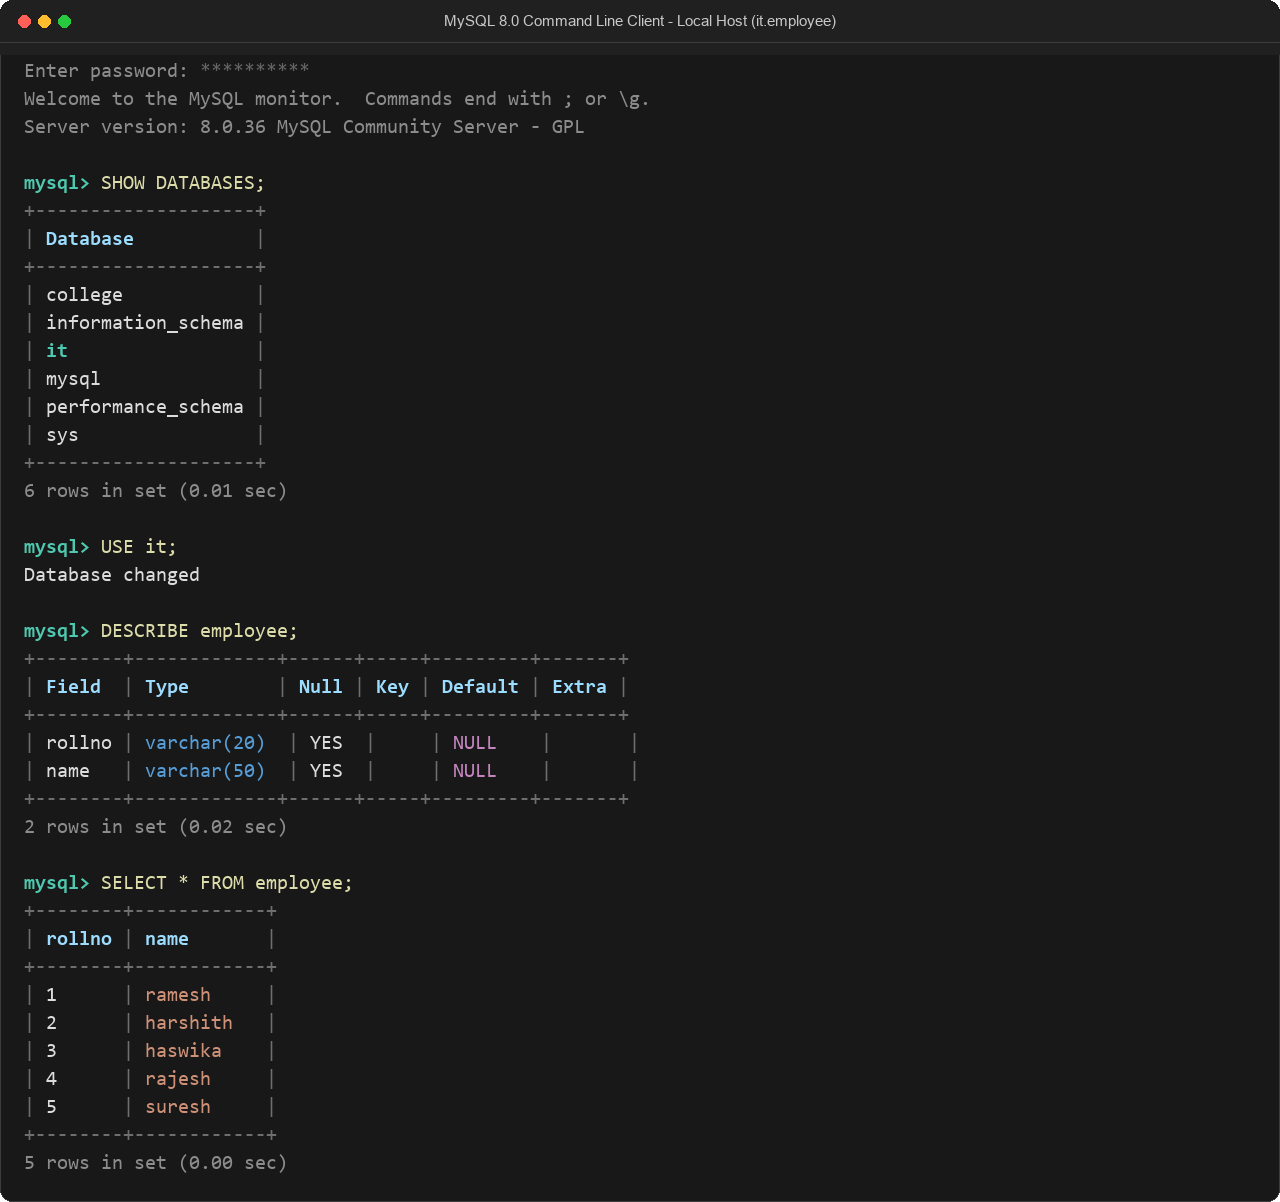 MySQL 8.0 Command Line Client - Local Host (it.employee)
Enter password: **********
Welcome to the MySQL monitor.  Commands end with ; or \g.
Server version: 8.0.36 MySQL Community Server - GPL
mysql> SHOW DATABASES;
+--------------------+
| Database           |
+--------------------+
| college            |
| information_schema |
| it                 |
| mysql              |
| performance_schema |
| sys                |
+--------------------+
6 rows in set (0.01 sec)
mysql> USE it;
Database changed
mysql> DESCRIBE employee;
+--------+-------------+------+-----+---------+-------+
| Field  | Type        | Null | Key | Default | Extra |
+--------+-------------+------+-----+---------+-------+
| rollno | varchar(20)  | YES  |     | NULL    |       |
| name   | varchar(50)  | YES  |     | NULL    |       |
+--------+-------------+------+-----+---------+-------+
2 rows in set (0.02 sec)
mysql> SELECT * FROM employee;
+--------+------------+
| rollno | name       |
+--------+------------+
| 1      | ramesh     |
| 2      | harshith   |
| 3      | haswika    |
| 4      | rajesh     |
| 5      | suresh     |
+--------+------------+
5 rows in set (0.00 sec)